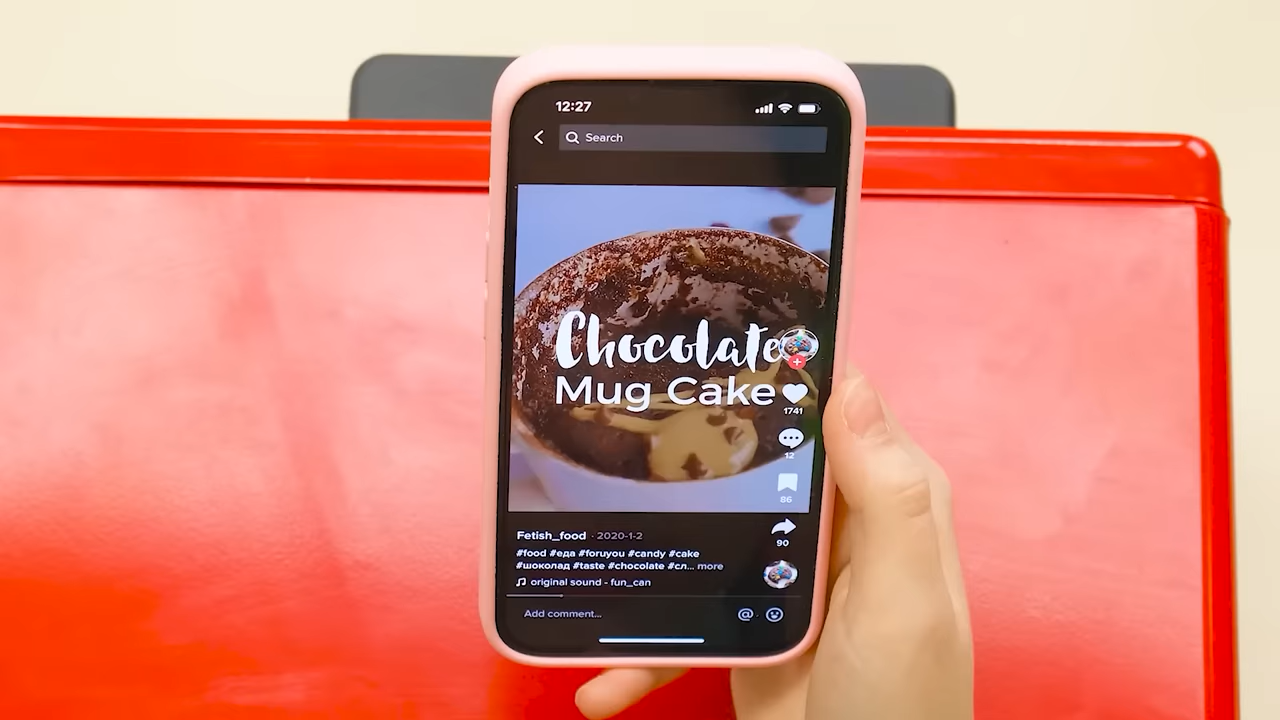 12:27
Search
Chocolate
Mug Cake
1741
12
86
90
Fetish_food · 2020-1-2
#food #еда #foruyou #candy #cake
#шоколад #taste #chocolate #сл... more
original sound - fun_can
Add comment...
@